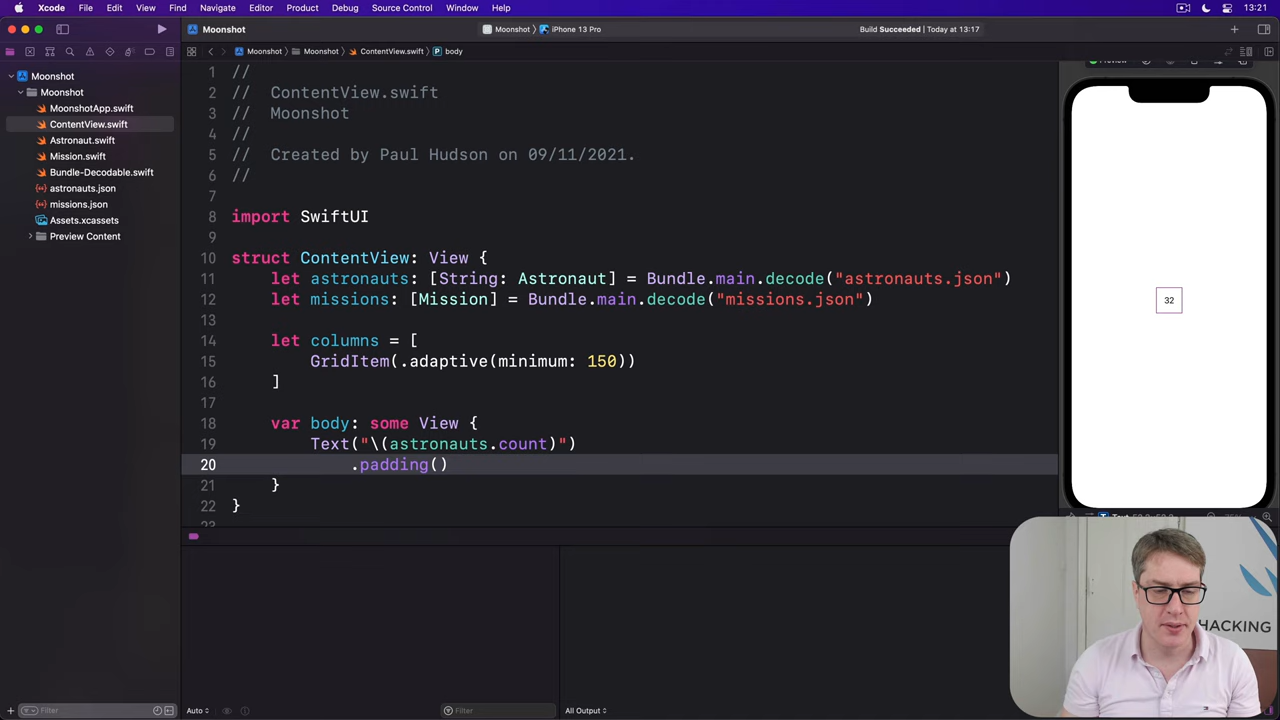 Xcode File Edit View Find Navigate Editor Product Debug Source Control Window Help 13:21
Moonshot Moonshot iPhone 13 Pro Build Succeeded | Today at 13:17
Moonshot Moonshot ContentView.swift body
Moonshot
Moonshot
MoonshotApp.swift
ContentView.swift
Astronaut.swift
Mission.swift
Bundle-Decodable.swift
astronauts.json
missions.json
Assets.xcassets
Preview Content
1 //
2 // ContentView.swift
3 // Moonshot
4 //
5 // Created by Paul Hudson on 09/11/2021.
6 //
7
8 import SwiftUI
9
10 struct ContentView: View {
11 let astronauts: [String: Astronaut] = Bundle.main.decode("astronauts.json")
12 let missions: [Mission] = Bundle.main.decode("missions.json")
13
14 let columns = [
15 GridItem(.adaptive(minimum: 150))
16 ]
17
18 var body: some View {
19 Text("\(astronauts.count)")
20 .padding()
21 }
22 }
23
Preview
32
HACKING
Filter
Auto
Filter
All Output